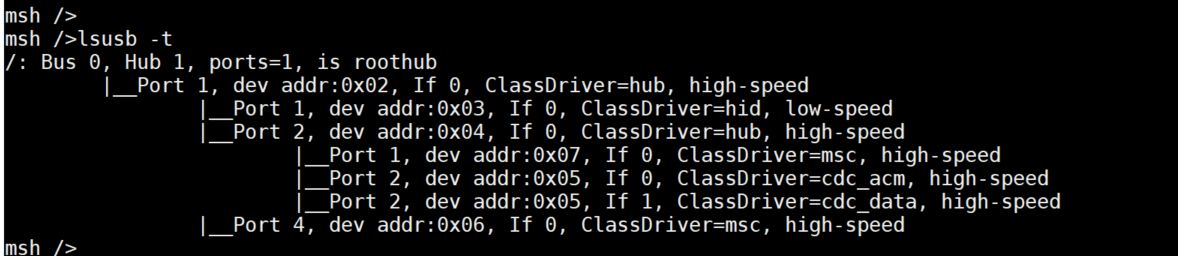 msh />
msh />lsusb -t
/: Bus 0, Hub 1, ports=1, is roothub
        |__Port 1, dev addr:0x02, If 0, ClassDriver=hub, high-speed
                |__Port 1, dev addr:0x03, If 0, ClassDriver=hid, low-speed
                |__Port 2, dev addr:0x04, If 0, ClassDriver=hub, high-speed
                        |__Port 1, dev addr:0x07, If 0, ClassDriver=msc, high-speed
                        |__Port 2, dev addr:0x05, If 0, ClassDriver=cdc_acm, high-speed
                        |__Port 2, dev addr:0x05, If 1, ClassDriver=cdc_data, high-speed
                |__Port 4, dev addr:0x06, If 0, ClassDriver=msc, high-speed
msh />